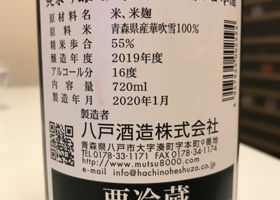 原材料名　米、米麹
原料米　青森県産華吹雪100%
精米歩合　55%
醸造年度　2019年度
アルコール分　16度
内容量　720ml
製造年月　2020年1月
製造者
八戸酒造株式会社
青森県八戸市大字湊町字本町9番地
TEL 0178-33-1171 FAX 0178-34-1174
http://www.mutsu8000.com
e-mail info@hachinoheshuzo.co.jp
要冷蔵